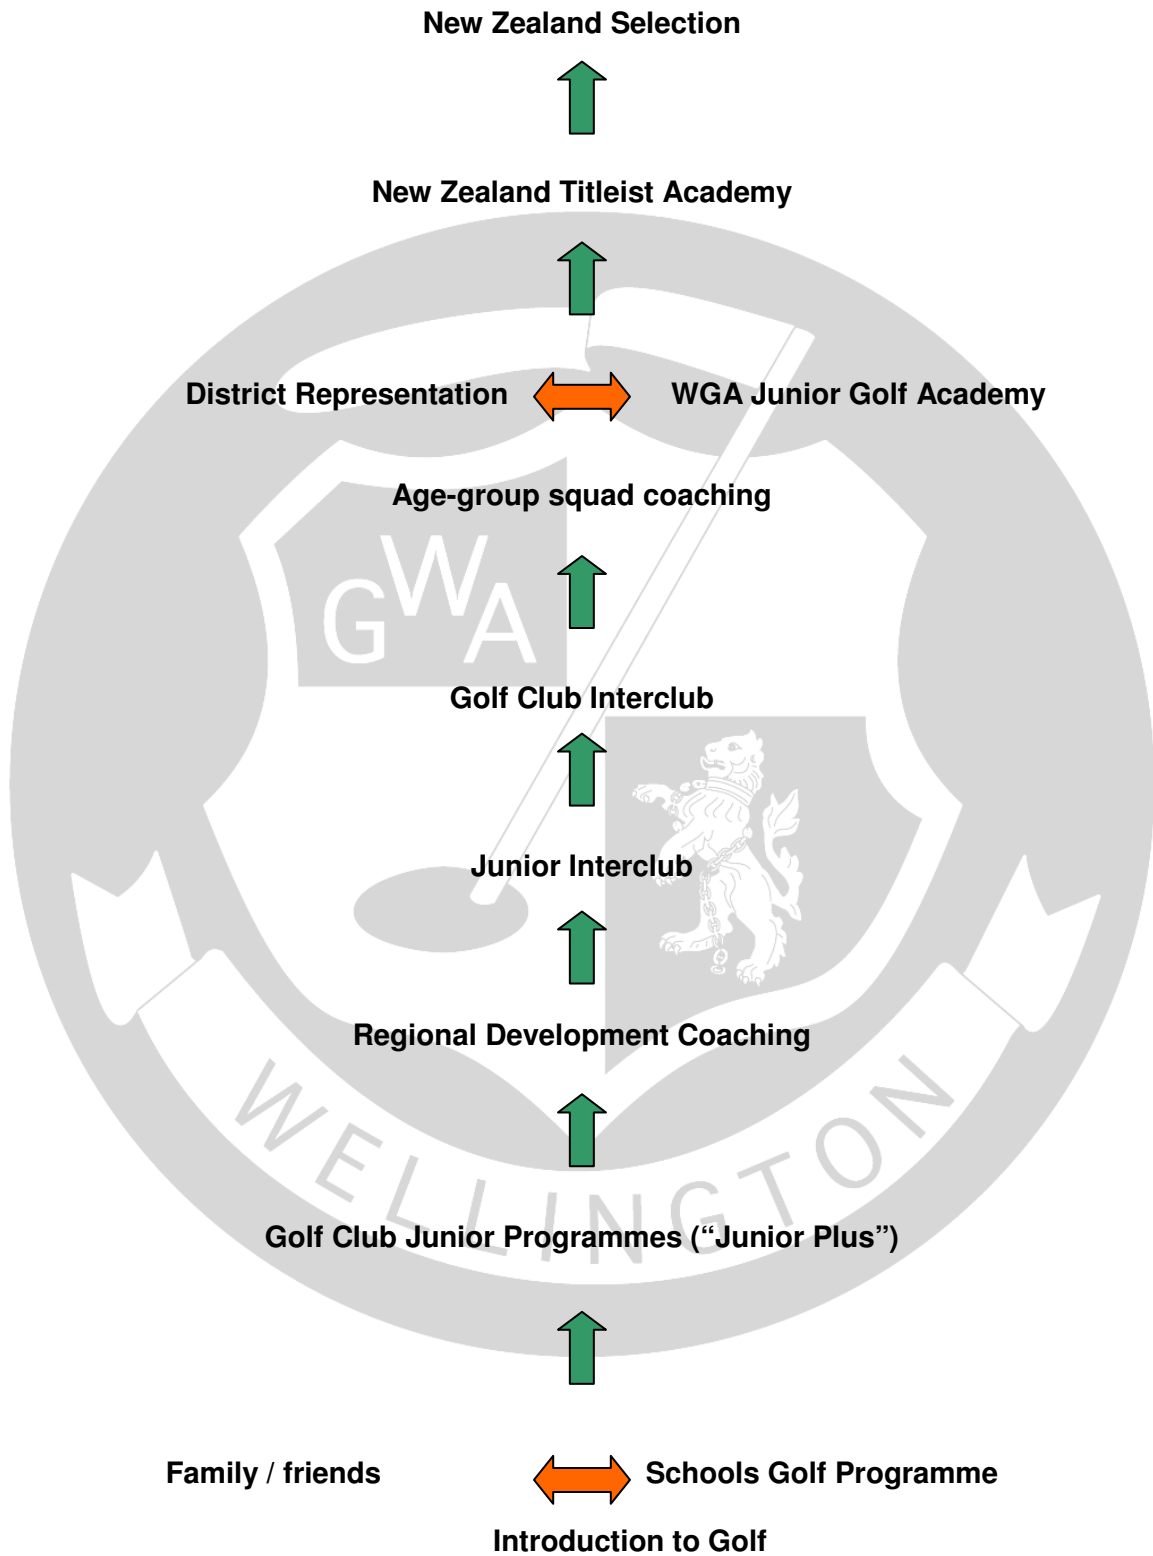 New Zealand Selection
New Zealand Titleist Academy
District Representation WGA Junior Golf Academy
Age-group squad coaching
GWA
Golf Club Interclub
Junior Interclub
Regional Development Coaching
WELLINGTON
Golf Club Junior Programmes (“Junior Plus”)
Family / friends Schools Golf Programme
Introduction to Golf